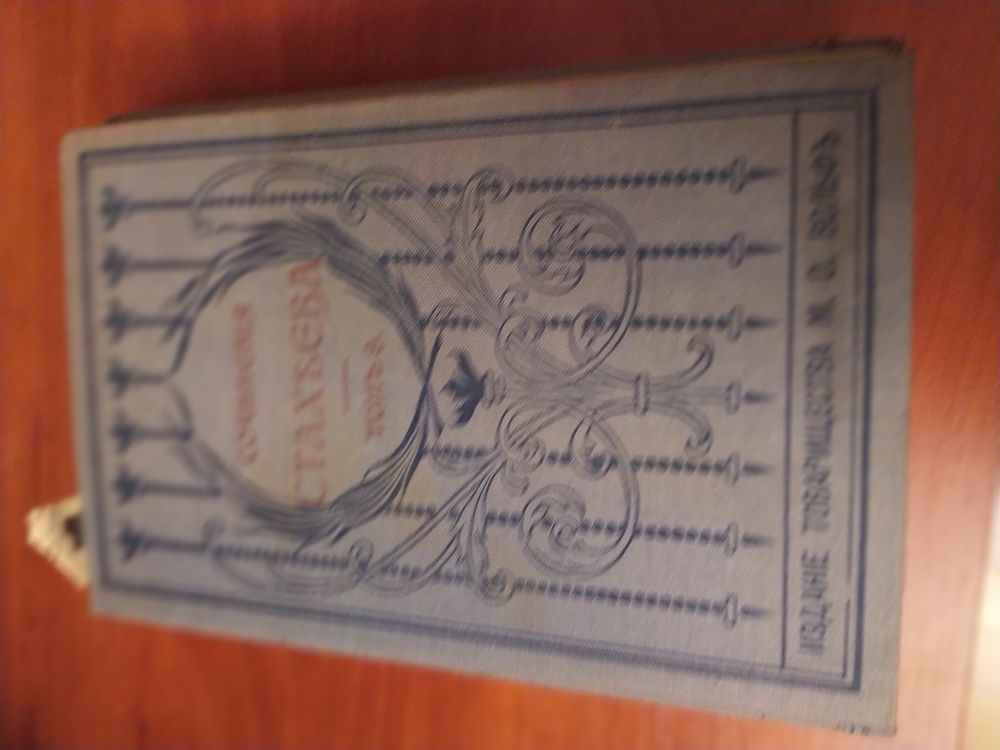 СОЧИНЕНІЯ
СТАХѢЕВА
ТОМЪ
ИЗДАНІЕ ТОВАРИЩЕСТВА М. О. ВОЛЬФЪ